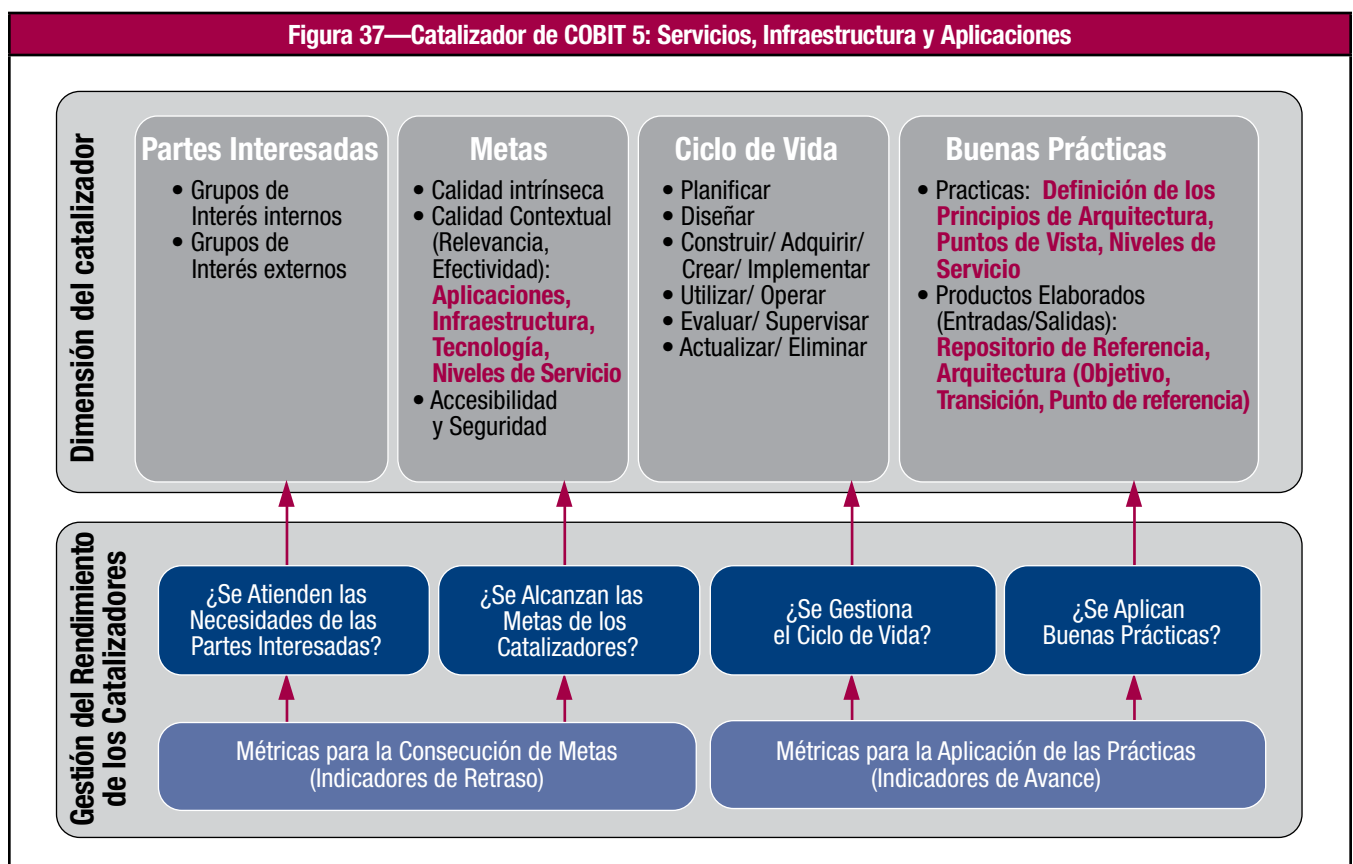 Figura 37—Catalizador de COBIT 5: Servicios, Infraestructura y Aplicaciones
Dimensión del catalizador
Partes Interesadas
• Grupos de
Interés internos
• Grupos de
Interés externos
Metas
• Calidad intrínseca
• Calidad Contextual
(Relevancia,
Efectividad):
Aplicaciones,
Infraestructura,
Tecnología,
Niveles de Servicio
• Accesibilidad
y Seguridad
Ciclo de Vida
• Planificar
• Diseñar
• Construir/ Adquirir/
Crear/ Implementar
• Utilizar/ Operar
• Evaluar/ Supervisar
• Actualizar/ Eliminar
Buenas Prácticas
• Practicas: Definición de los
Principios de Arquitectura,
Puntos de Vista, Niveles de
Servicio
• Productos Elaborados
(Entradas/Salidas):
Repositorio de Referencia,
Arquitectura (Objetivo,
Transición, Punto de referencia)
Gestión del Rendimiento
de los Catalizadores
¿Se Atienden las
Necesidades de las
Partes Interesadas?
¿Se Alcanzan las
Metas de los
Catalizadores?
¿Se Gestiona
el Ciclo de Vida?
¿Se Aplican
Buenas Prácticas?
Métricas para la Consecución de Metas
(Indicadores de Retraso)
Métricas para la Aplicación de las Prácticas
(Indicadores de Avance)